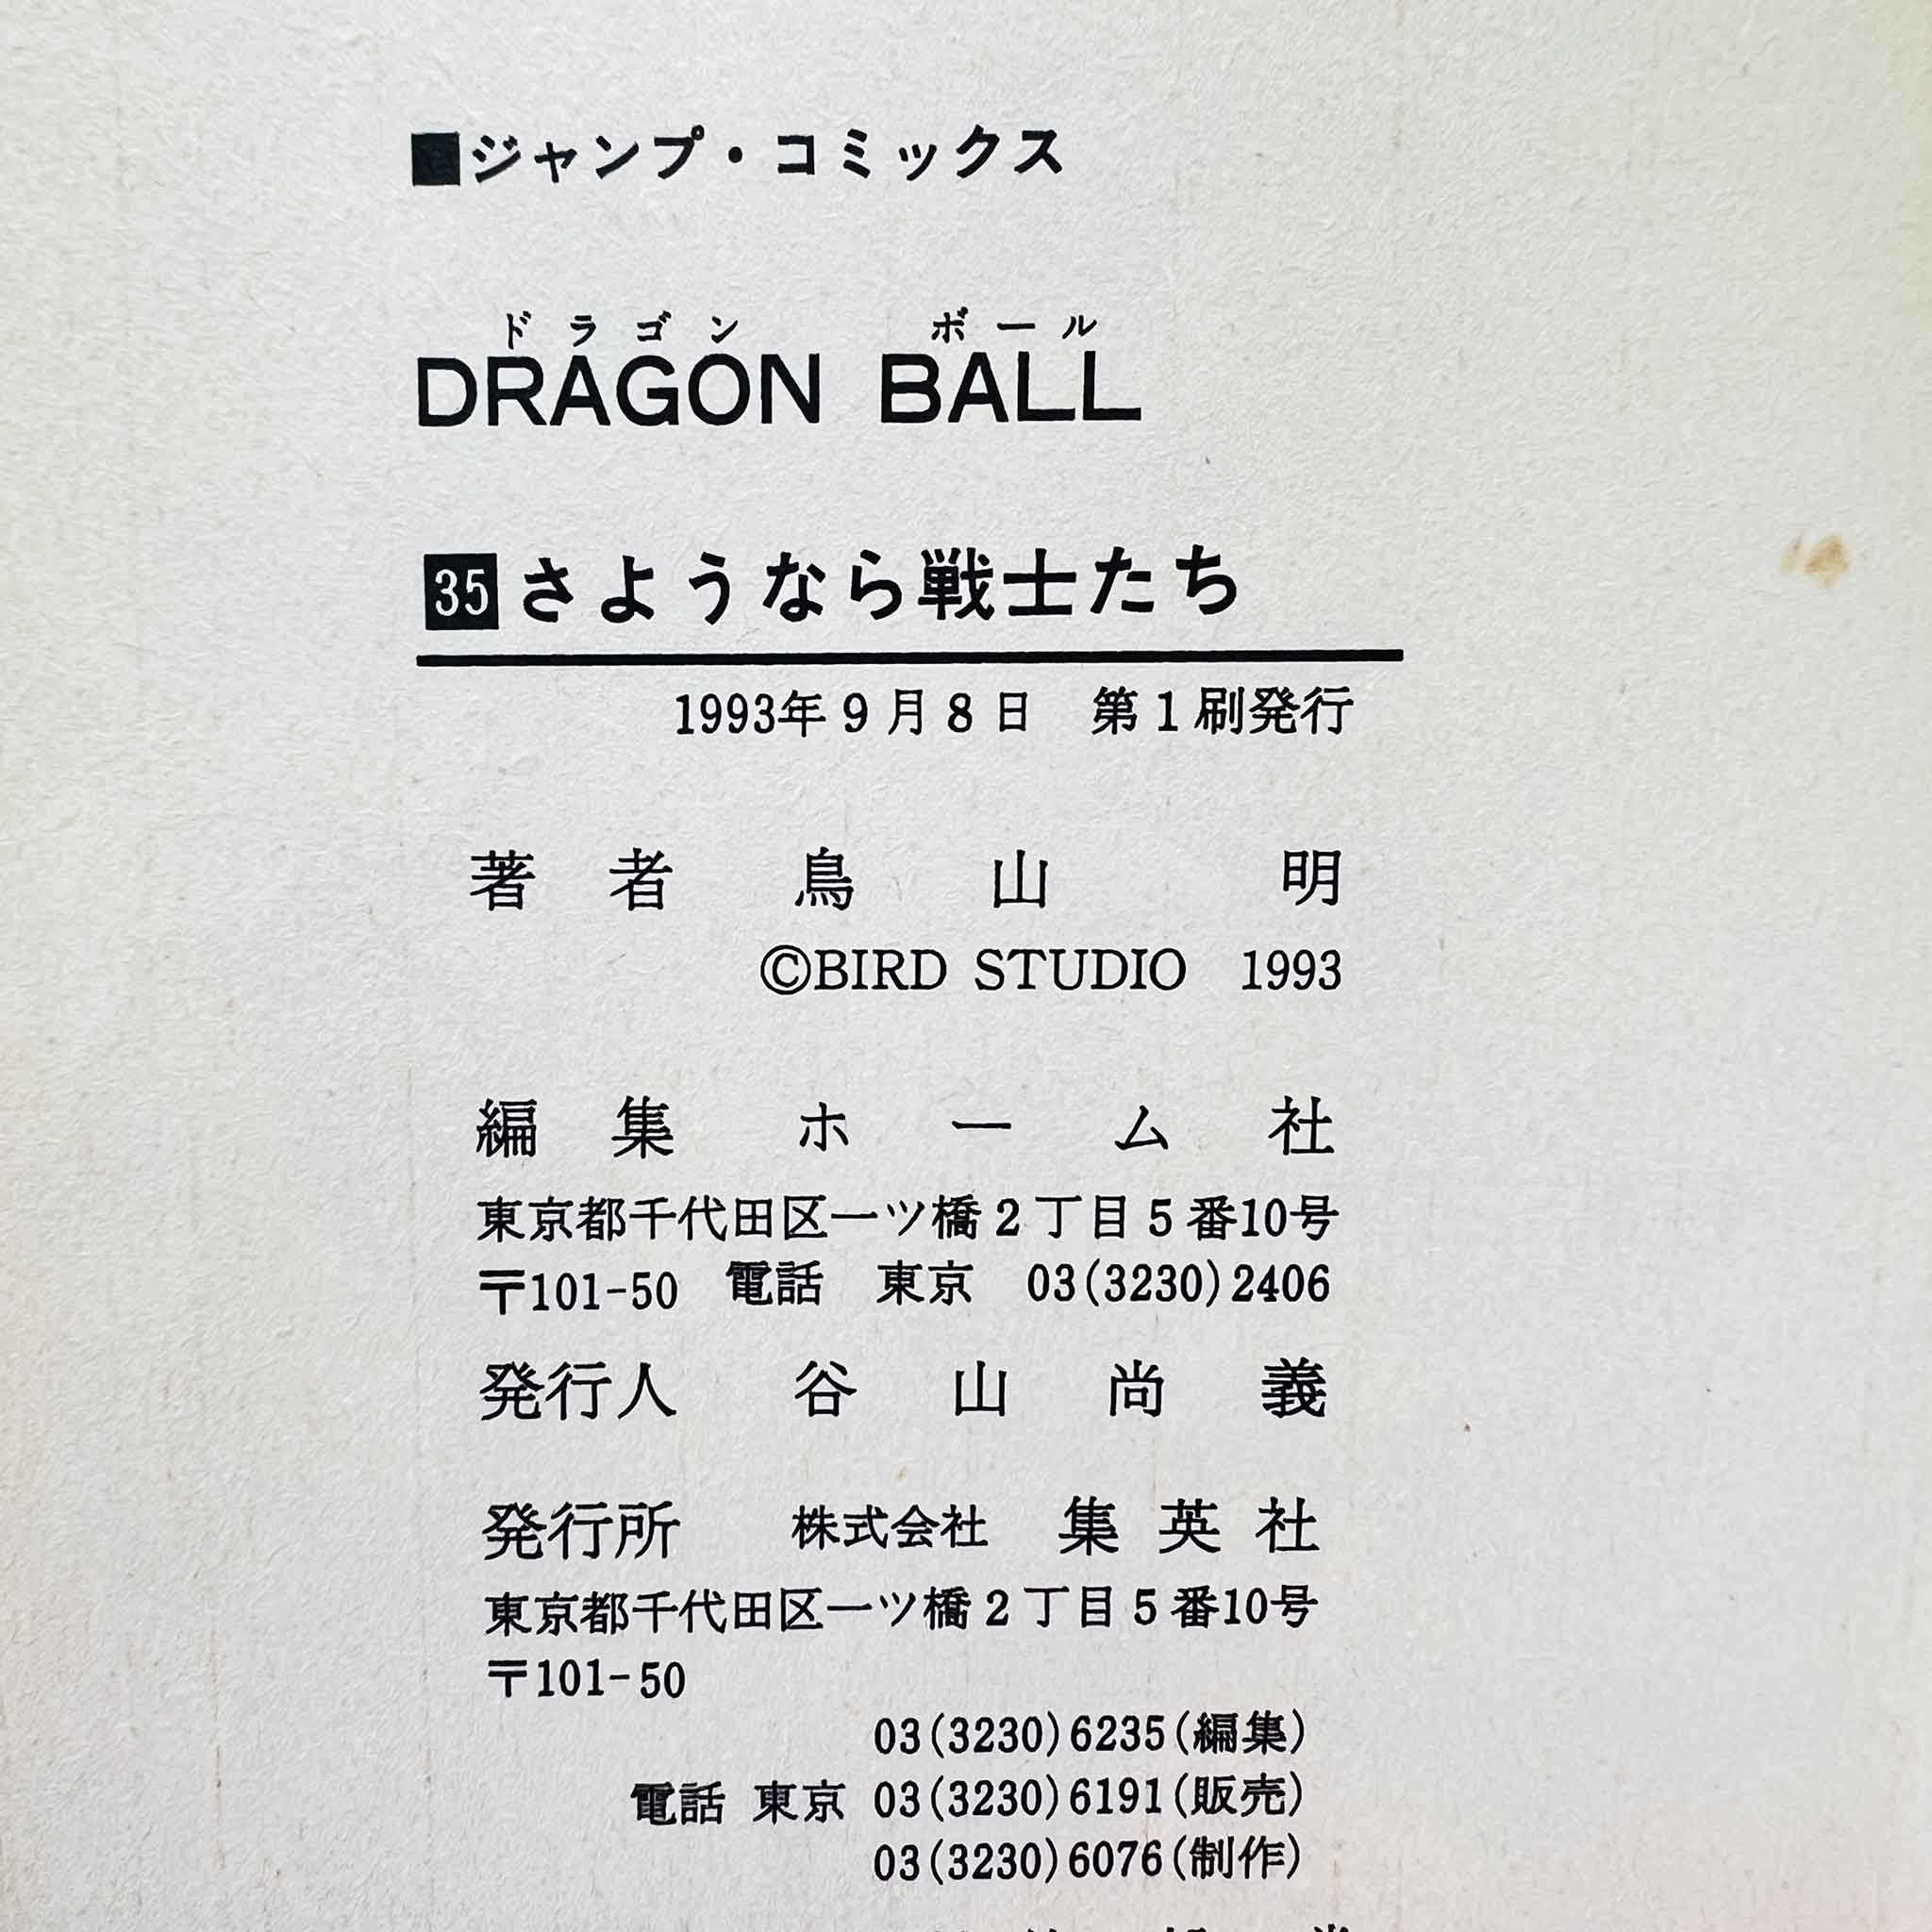 ■ジャンプ・コミックス
ドラゴン ボール
DRAGON BALL
35 さようなら戦士たち
1993年9月8日 第1刷発行
著者 鳥山明
©BIRD STUDIO 1993
編集 ホーム社
東京都千代田区一ツ橋2丁目5番10号
〒101-50 電話 東京 03(3230)2406
発行人 谷山尚義
発行所 株式会社 集英社
東京都千代田区一ツ橋2丁目5番10号
〒101-50
03(3230)6235(編集)
電話 東京 03(3230)6191(販売)
03(3230)6076(制作)